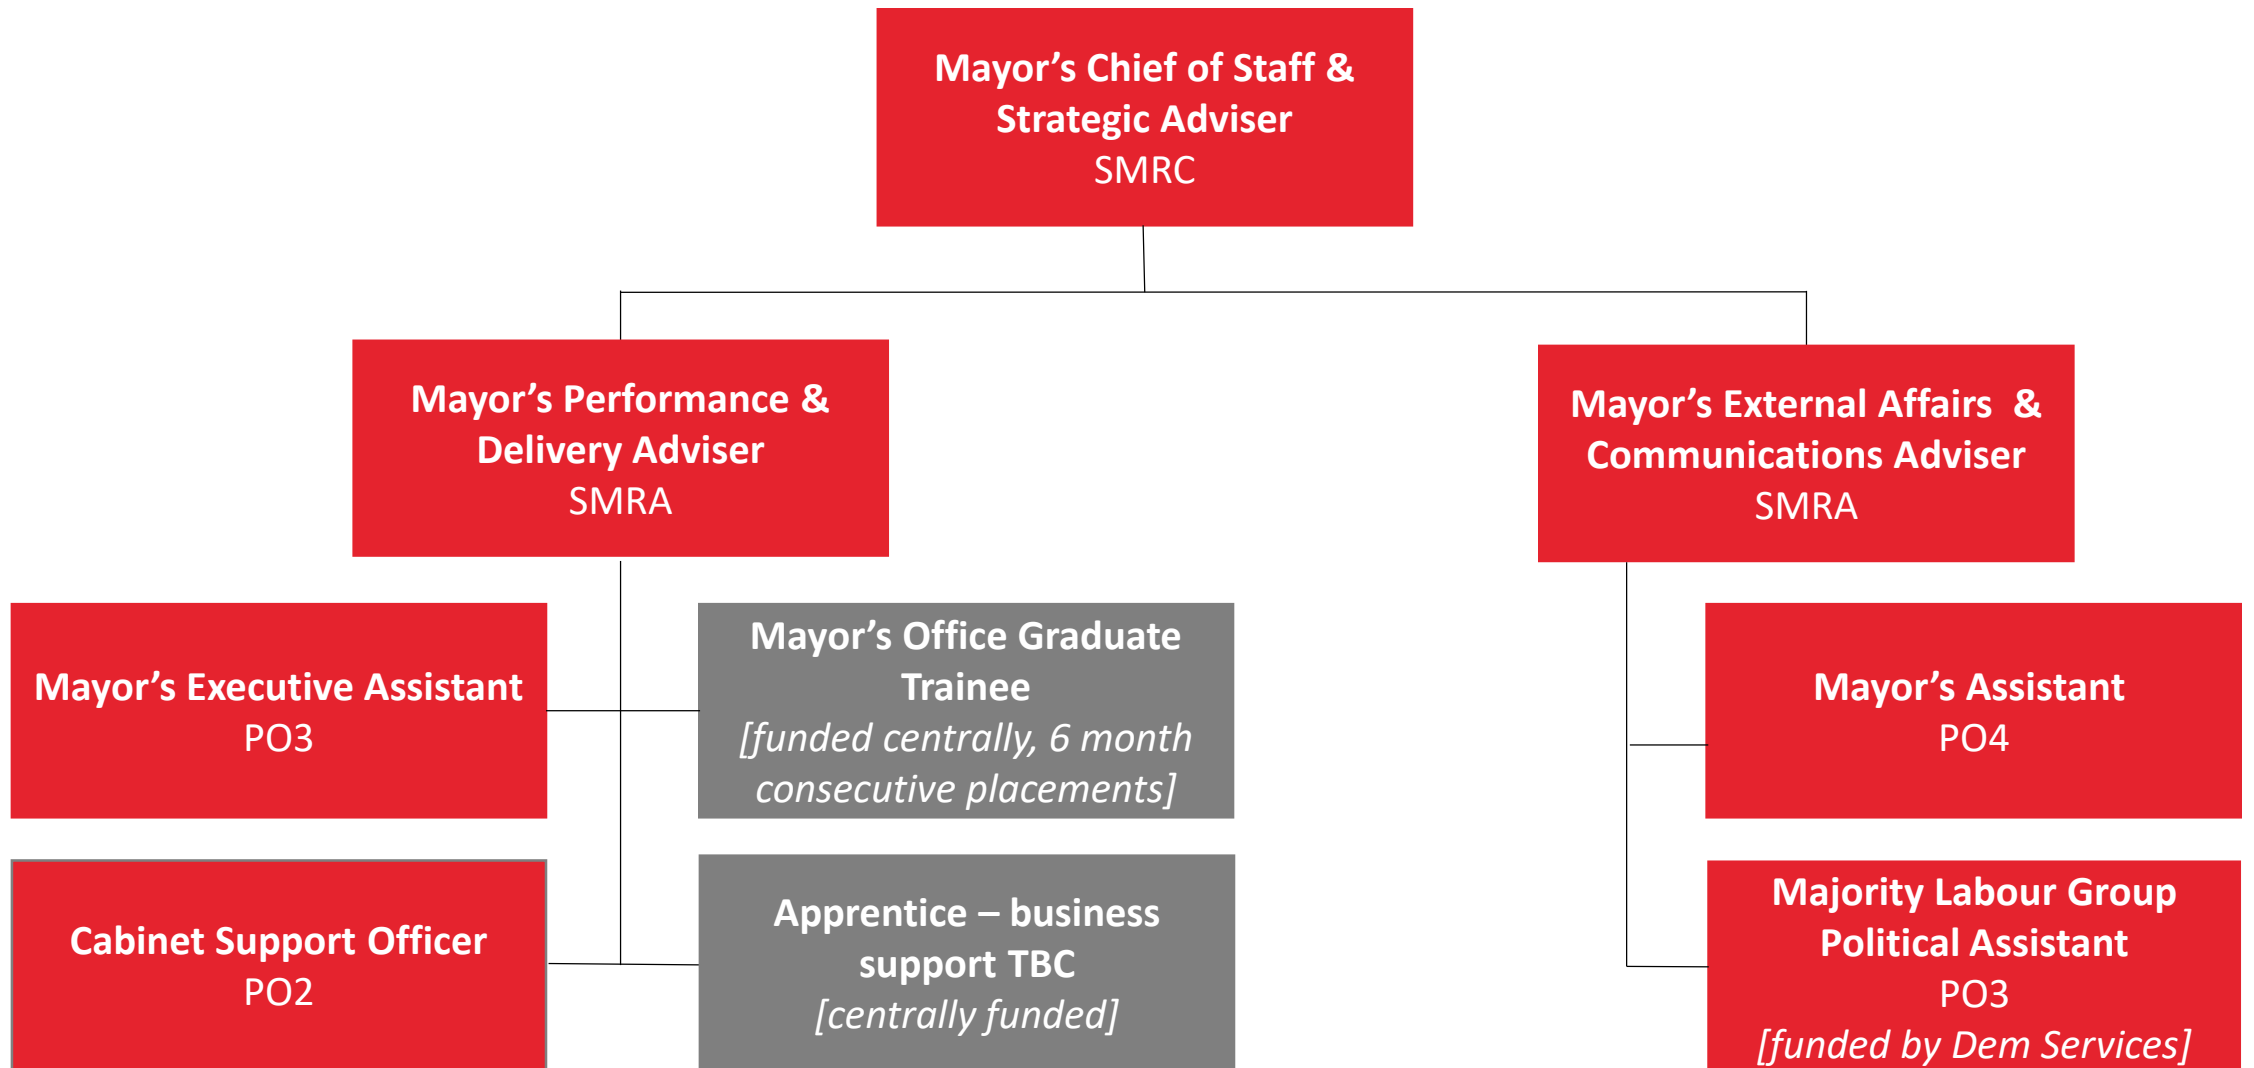 Mayor’s Chief of Staff &
Strategic Adviser
SMRC
Mayor’s Performance &
Delivery Adviser
SMRA
Mayor’s External Affairs  &
Communications Adviser
SMRA
Mayor’s Executive Assistant
PO3
Mayor’s Office Graduate
Trainee
[funded centrally, 6 month
consecutive placements]
Mayor’s Assistant
PO4
Cabinet Support Officer
PO2
Apprentice – business
support TBC
[centrally funded]
Majority Labour Group
Political Assistant
PO3
[funded by Dem Services]